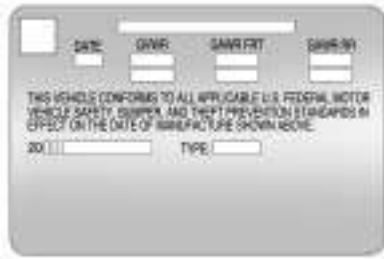 DATE GVWR GAWR FRT GAWR RR
THIS VEHICLE CONFORMS TO ALL APPLICABLE U.S. FEDERAL MOTOR
VEHICLE SAFETY, BUMPER, AND THEFT PREVENTION STANDARDS IN
EFFECT ON THE DATE OF MANUFACTURE SHOWN ABOVE.
TYPE